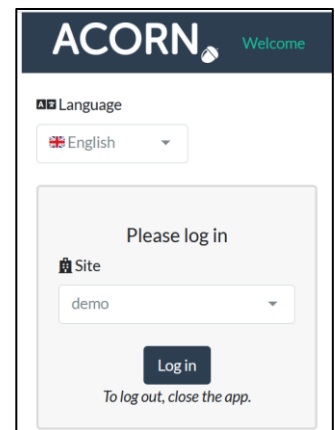 ACORN
Welcome
Language
English
Please log in
Site
demo
Log in
To log out, close the app.